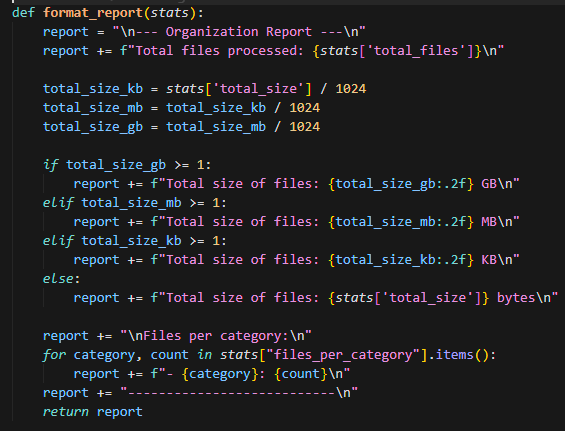 def format_report(stats):
    report = "\n--- Organization Report ---\n"
    report += f"Total files processed: {stats['total_files']}\n"

    total_size_kb = stats['total_size'] / 1024
    total_size_mb = total_size_kb / 1024
    total_size_gb = total_size_mb / 1024

    if total_size_gb >= 1:
        report += f"Total size of files: {total_size_gb:.2f} GB\n"
    elif total_size_mb >= 1:
        report += f"Total size of files: {total_size_mb:.2f} MB\n"
    elif total_size_kb >= 1:
        report += f"Total size of files: {total_size_kb:.2f} KB\n"
    else:
        report += f"Total size of files: {stats['total_size']} bytes\n"

    report += "\nFiles per category:\n"
    for category, count in stats["files_per_category"].items():
        report += f"- {category}: {count}\n"
    report += "---------------------------\n"
    return report